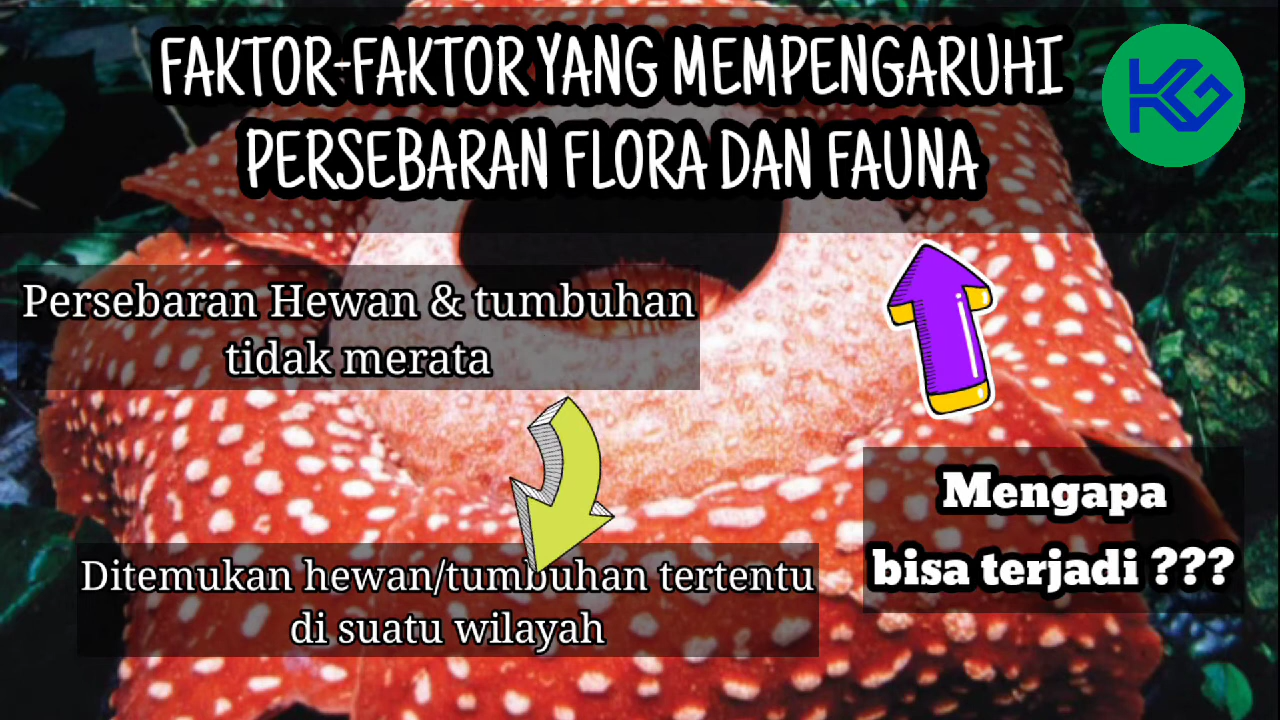 FAKTOR-FAKTOR YANG MEMPENGARUHI
PERSEBARAN FLORA DAN FAUNA
KG
Persebaran Hewan & tumbuhan
tidak merata
Ditemukan hewan/tumbuhan tertentu
di suatu wilayah
Mengapa
bisa terjadi ???